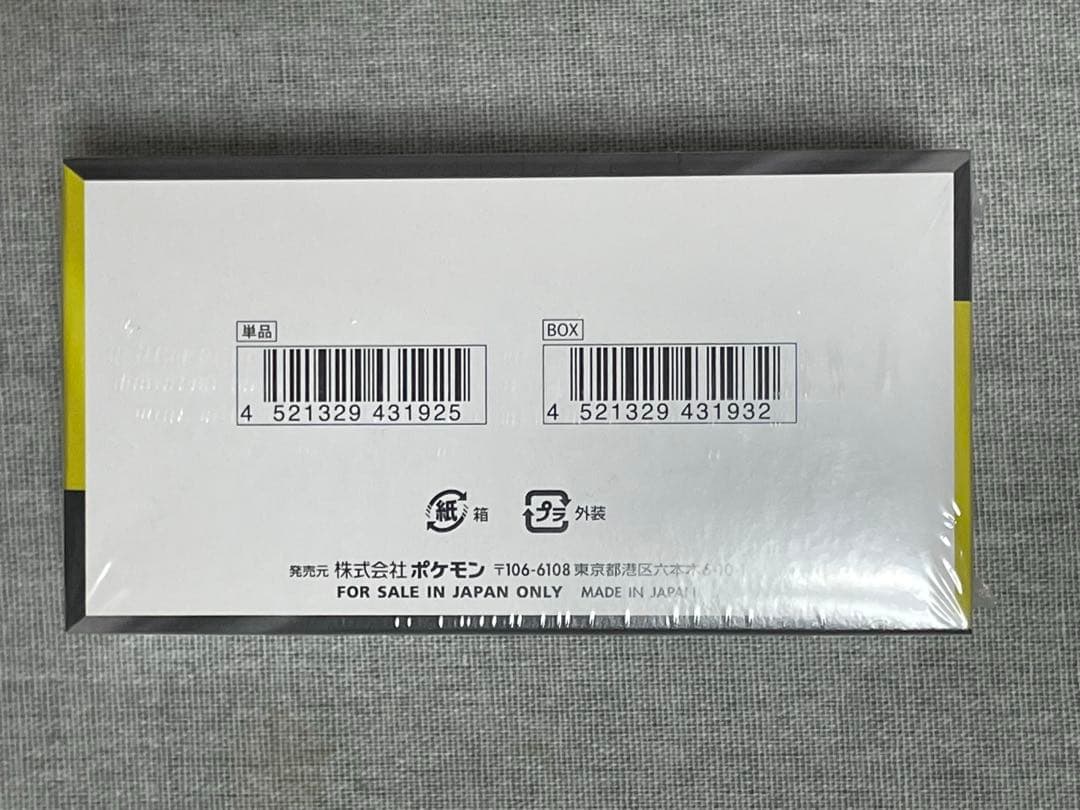 単品
4 521329 431925
BOX
4 521329 431932
紙 箱
プラ 外装
発売元 株式会社ポケモン 〒106-6108 東京都港区六本木
FOR SALE IN JAPAN ONLY MADE IN JAPAN